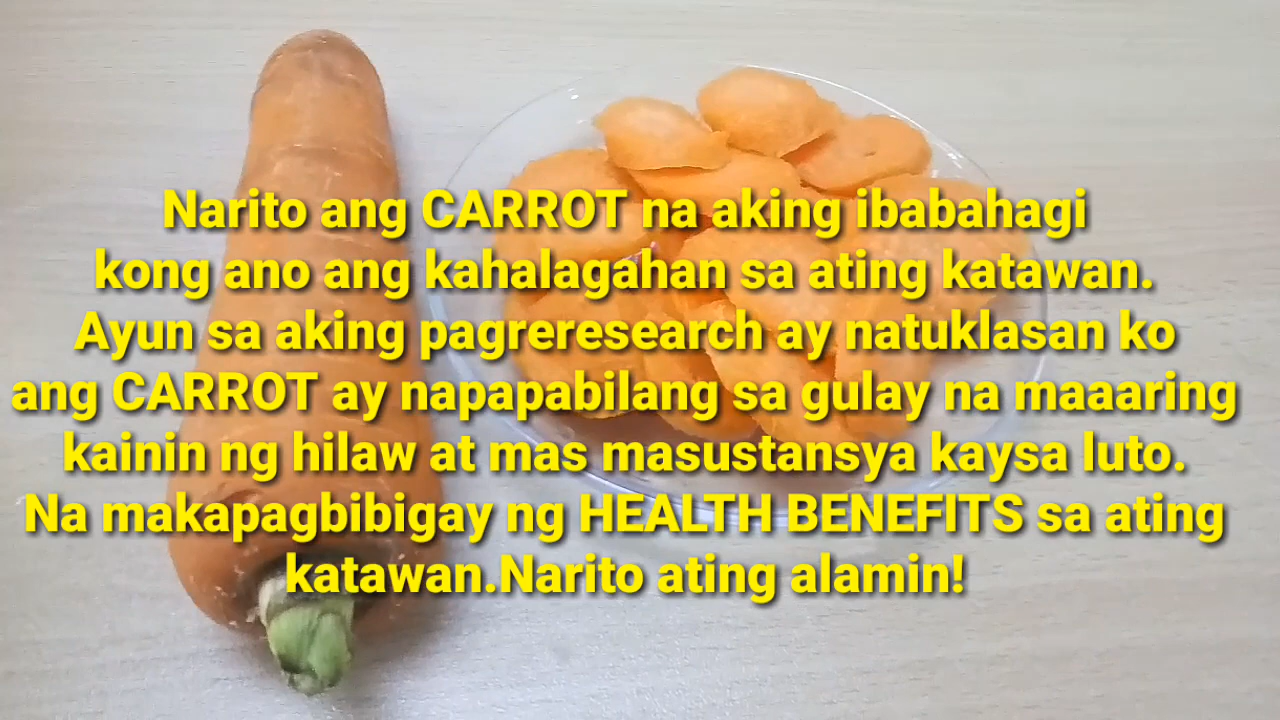 Narito ang CARROT na aking ibabahagi
kong ano ang kahalagahan sa ating katawan.
Ayun sa aking pagreresearch ay natuklasan ko
ang CARROT ay napapabilang sa gulay na maaaring
kainin ng hilaw at mas masustansya kaysa luto.
Na makapagbibigay ng HEALTH BENEFITS sa ating
katawan.Narito ating alamin!